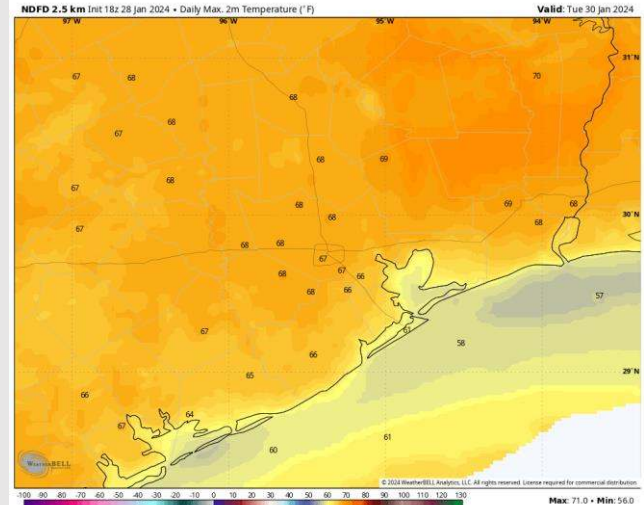 NDFD 2.5 km Init 18z 28 Jan 2024 • Daily Max. 2m Temperature (°F) Valid: Tue 30 Jan 2024
97°W 96°W 95°W 94°W
31°N
67 68 70
68
67 68
68 69
67 68
68 69 68
67 68 68
30°N
68 68
67
68 67 66
68 66
57
67 61
58
66
65
29°N
66
64
67
61
60
WeatherBELL
© 2024 WeatherBELL Analytics, LLC. All rights reserved. License required for commercial distribution.
-100 -90 -80 -70 -60 -50 -40 -30 -20 -10 0 10 20 30 40 50 60 70 80 90 100 110 120 130
Max: 71.0 • Min: 56.0